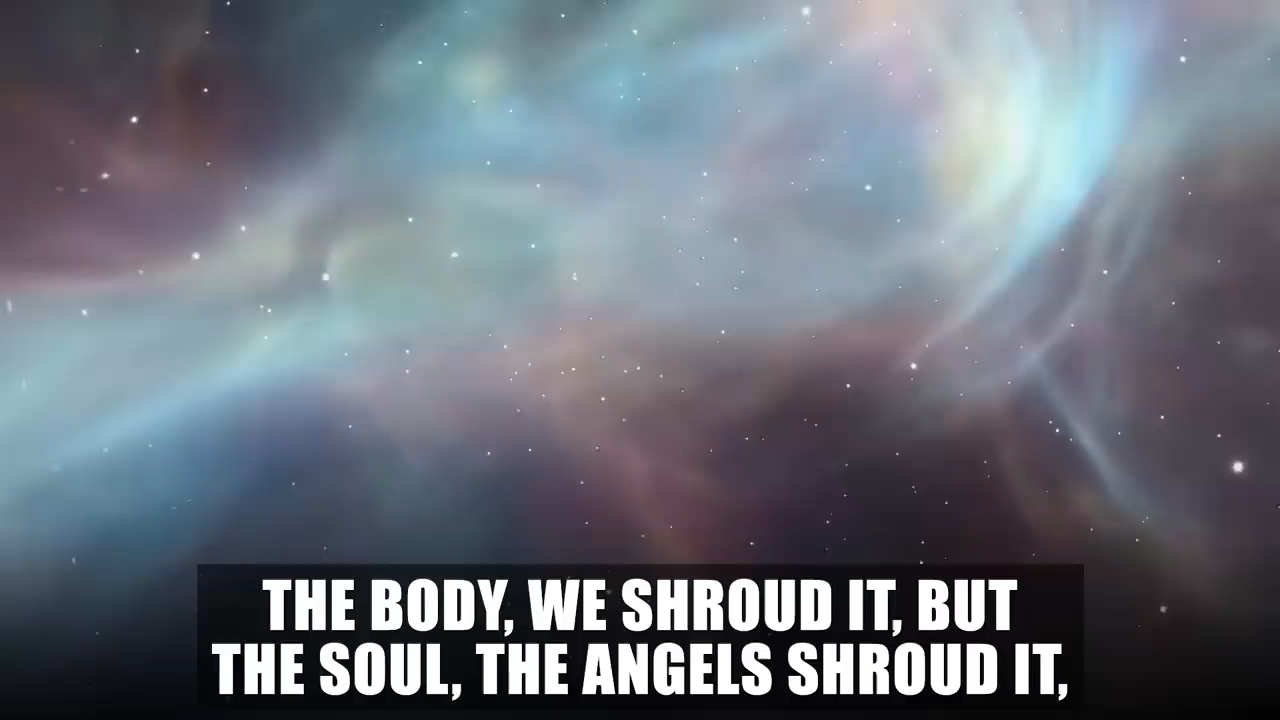 THE BODY, WE SHROUD IT, BUT
THE SOUL, THE ANGELS SHROUD IT,